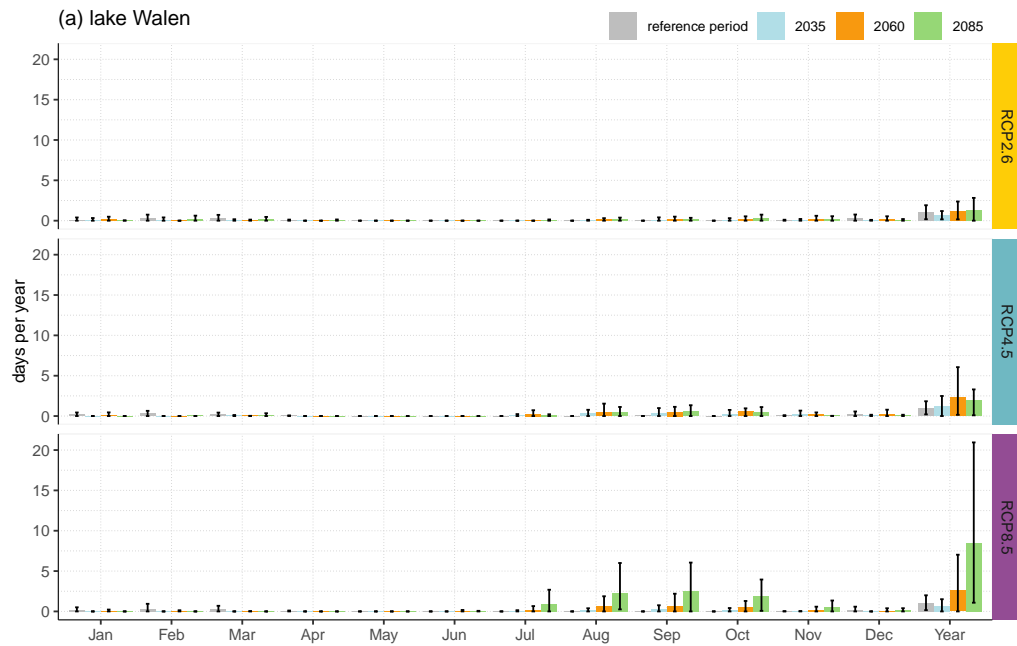 (a) lake Walen
reference period 2035 2060 2085
20
15
10
5
0
RCP2.6
20
15
10
5
0
RCP4.5
days per year
20
15
10
5
0
RCP8.5
Jan Feb Mar Apr May Jun Jul Aug Sep Oct Nov Dec Year